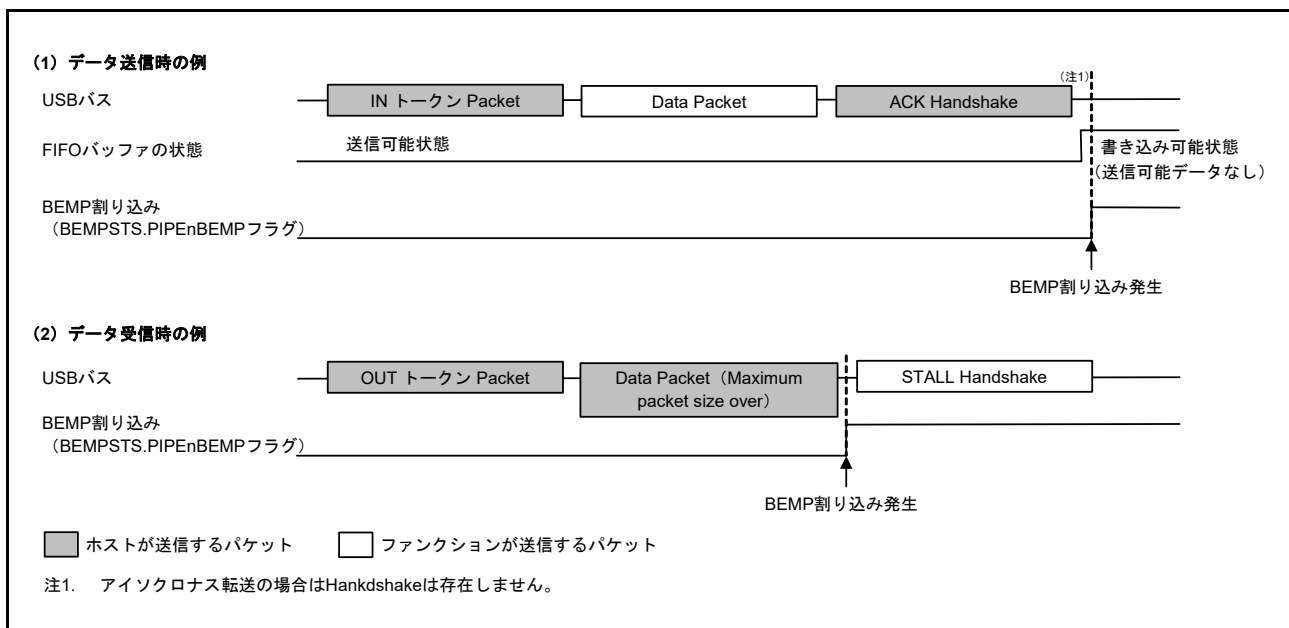 (1) データ送信時の例
(注1)
USBバス
IN トークン Packet
Data Packet
ACK Handshake
FIFOバッファの状態
送信可能状態
書き込み可能状態
(送信可能データなし)
BEMP割り込み
(BEMPSTS.PIPEnBEMPフラグ)
BEMP割り込み発生
(2) データ受信時の例
USBバス
OUT トークン Packet
Data Packet(Maximum
packet size over)
STALL Handshake
BEMP割り込み
(BEMPSTS.PIPEnBEMPフラグ)
BEMP割り込み発生
ホストが送信するパケット
ファンクションが送信するパケット
注1. アイソクロナス転送の場合はHankdshakeは存在しません。